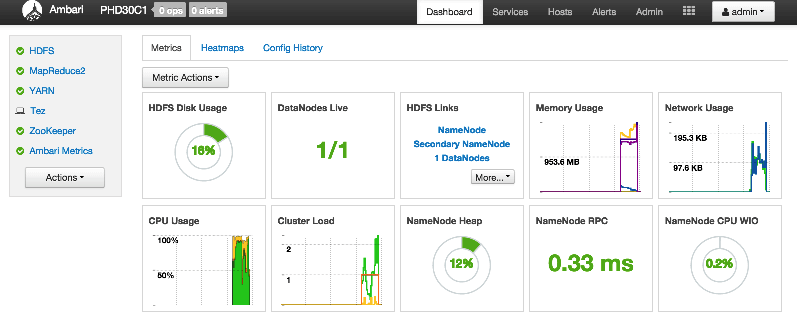 Ambari PHD30C1 0 ops 0 alerts Dashboard Services Hosts Alerts Admin admin
HDFS
MapReduce2
YARN
Tez
ZooKeeper
Ambari Metrics
Actions
Metrics Heatmaps Config History
Metric Actions
HDFS Disk Usage
16%
DataNodes Live
1/1
HDFS Links
NameNode
Secondary NameNode
1 DataNodes
More...
Memory Usage
953.6 MB
Network Usage
195.3 KB
97.6 KB
CPU Usage
100%
50%
Cluster Load
2
1
NameNode Heap
12%
NameNode RPC
0.33 ms
NameNode CPU WIO
0.2%